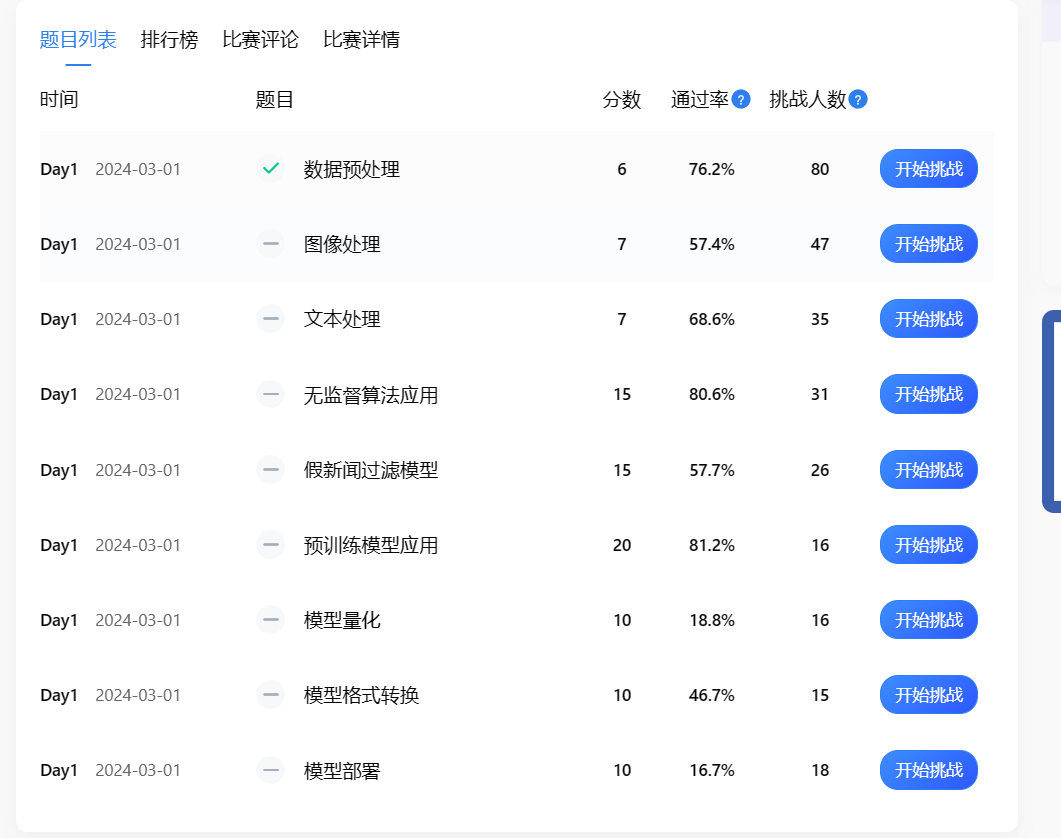 题目列表 排行榜 比赛评论 比赛详情
时间 题目 分数 通过率 ? 挑战人数 ?
Day1 2024-03-01 数据预处理 6 76.2% 80 开始挑战
Day1 2024-03-01 图像处理 7 57.4% 47 开始挑战
Day1 2024-03-01 文本处理 7 68.6% 35 开始挑战
Day1 2024-03-01 无监督算法应用 15 80.6% 31 开始挑战
Day1 2024-03-01 假新闻过滤模型 15 57.7% 26 开始挑战
Day1 2024-03-01 预训练模型应用 20 81.2% 16 开始挑战
Day1 2024-03-01 模型量化 10 18.8% 16 开始挑战
Day1 2024-03-01 模型格式转换 10 46.7% 15 开始挑战
Day1 2024-03-01 模型部署 10 16.7% 18 开始挑战